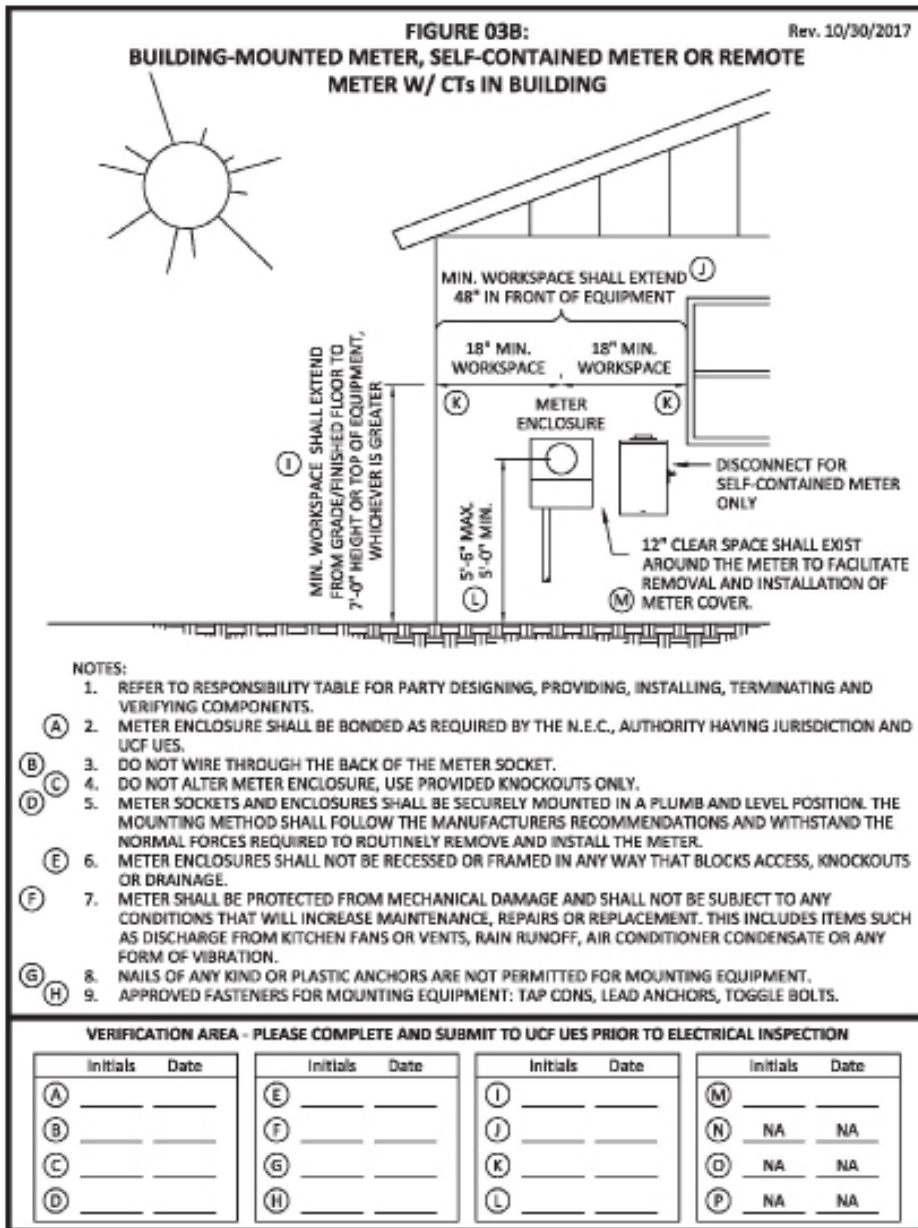 FIGURE 03B:
Rev. 10/30/2017
BUILDING-MOUNTED METER, SELF-CONTAINED METER OR REMOTE
METER W/ CTs IN BUILDING
MIN. WORKSPACE SHALL EXTEND
48" IN FRONT OF EQUIPMENT
J
18" MIN.
WORKSPACE
18" MIN.
WORKSPACE
K
K
MIN. WORKSPACE SHALL EXTEND
FROM GRADE/FINISHED FLOOR TO
7'-0" HEIGHT OR TOP OF EQUIPMENT,
WHICHEVER IS GREATER
I
METER
ENCLOSURE
DISCONNECT FOR
SELF-CONTAINED METER
ONLY
5'-6" MAX.
5'-0" MIN.
L
12" CLEAR SPACE SHALL EXIST
AROUND THE METER TO FACILITATE
REMOVAL AND INSTALLATION OF
METER COVER.
M
NOTES:
1. REFER TO RESPONSIBILITY TABLE FOR PARTY DESIGNING, PROVIDING, INSTALLING, TERMINATING AND
VERIFYING COMPONENTS.
A 2. METER ENCLOSURE SHALL BE BONDED AS REQUIRED BY THE N.E.C., AUTHORITY HAVING JURISDICTION AND
UCF UES.
B 3. DO NOT WIRE THROUGH THE BACK OF THE METER SOCKET.
C 4. DO NOT ALTER METER ENCLOSURE, USE PROVIDED KNOCKOUTS ONLY.
D 5. METER SOCKETS AND ENCLOSURES SHALL BE SECURELY MOUNTED IN A PLUMB AND LEVEL POSITION. THE
MOUNTING METHOD SHALL FOLLOW THE MANUFACTURERS RECOMMENDATIONS AND WITHSTAND THE
NORMAL FORCES REQUIRED TO ROUTINELY REMOVE AND INSTALL THE METER.
E 6. METER ENCLOSURES SHALL NOT BE RECESSED OR FRAMED IN ANY WAY THAT BLOCKS ACCESS, KNOCKOUTS
OR DRAINAGE.
F 7. METER SHALL BE PROTECTED FROM MECHANICAL DAMAGE AND SHALL NOT BE SUBJECT TO ANY
CONDITIONS THAT WILL INCREASE MAINTENANCE, REPAIRS OR REPLACEMENT. THIS INCLUDES ITEMS SUCH
AS DISCHARGE FROM KITCHEN FANS OR VENTS, RAIN RUNOFF, AIR CONDITIONER CONDENSATE OR ANY
FORM OF VIBRATION.
G 8. NAILS OF ANY KIND OR PLASTIC ANCHORS ARE NOT PERMITTED FOR MOUNTING EQUIPMENT.
H 9. APPROVED FASTENERS FOR MOUNTING EQUIPMENT: TAP CONS, LEAD ANCHORS, TOGGLE BOLTS.
VERIFICATION AREA - PLEASE COMPLETE AND SUBMIT TO UCF UES PRIOR TO ELECTRICAL INSPECTION
Initials Date
A
B
C
D
Initials Date
E
F
G
H
Initials Date
I
J
K
L
Initials Date
M
N NA NA
O NA NA
P NA NA